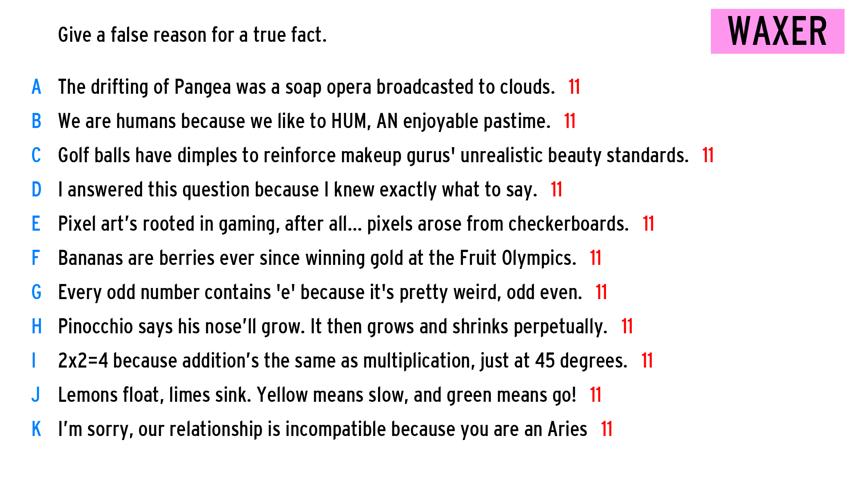 Give a false reason for a true fact.
WAXER
A The drifting of Pangea was a soap opera broadcasted to clouds. 11
B We are humans because we like to HUM, AN enjoyable pastime. 11
C Golf balls have dimples to reinforce makeup gurus' unrealistic beauty standards. 11
D I answered this question because I knew exactly what to say. 11
E Pixel art's rooted in gaming, after all... pixels arose from checkerboards. 11
F Bananas are berries ever since winning gold at the Fruit Olympics. 11
G Every odd number contains 'e' because it's pretty weird, odd even. 11
H Pinocchio says his nose'll grow. It then grows and shrinks perpetually. 11
I 2x2=4 because addition's the same as multiplication, just at 45 degrees. 11
J Lemons float, limes sink. Yellow means slow, and green means go! 11
K I'm sorry, our relationship is incompatible because you are an Aries 11